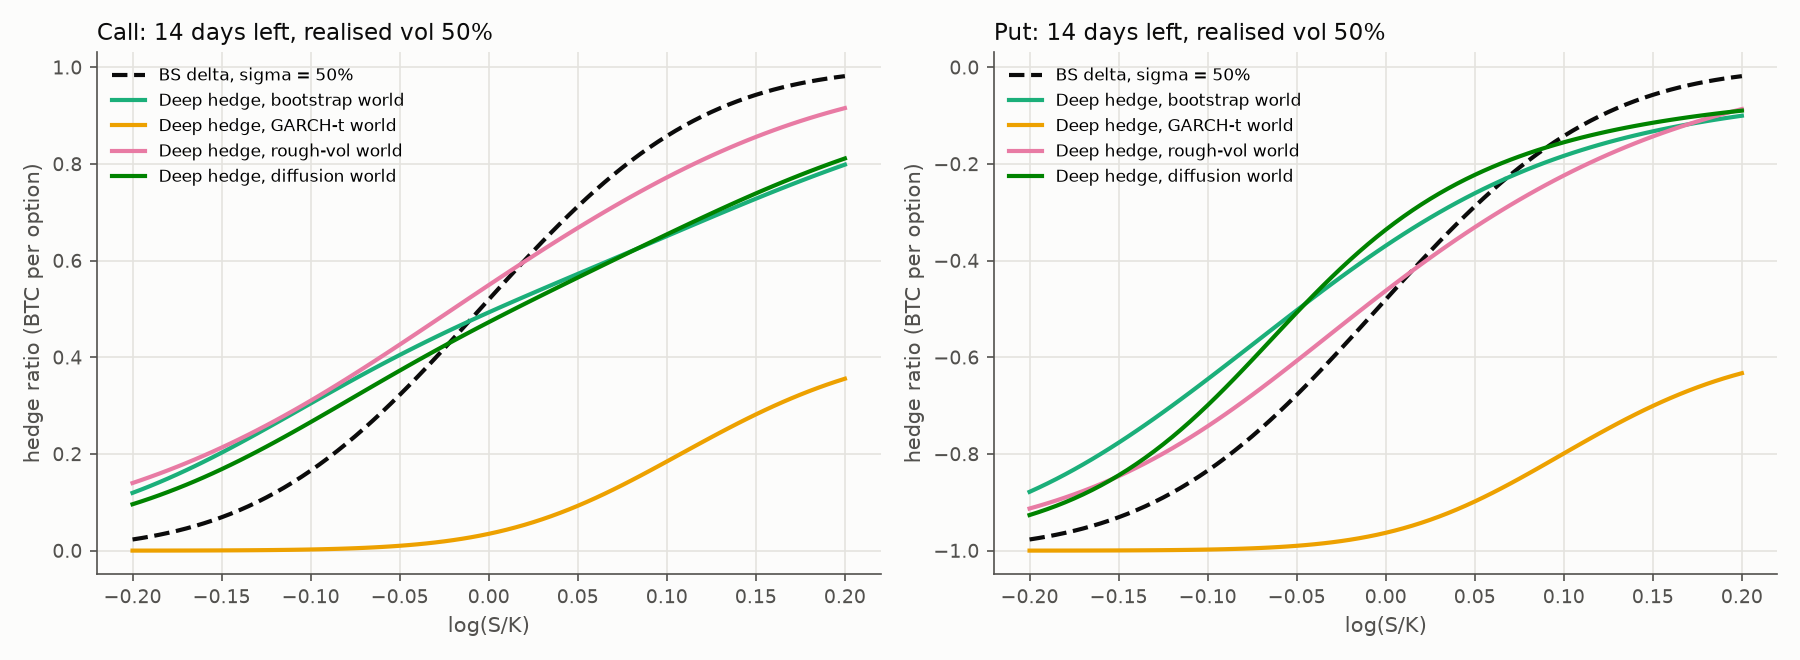 Call: 14 days left, realised vol 50%
BS delta, sigma = 50%
Deep hedge, bootstrap world
Deep hedge, GARCH-t world
Deep hedge, rough-vol world
Deep hedge, diffusion world
hedge ratio (BTC per option)
1.0
0.8
0.6
0.4
0.2
0.0
−0.20 −0.15 −0.10 −0.05 0.00 0.05 0.10 0.15 0.20
log(S/K)
Put: 14 days left, realised vol 50%
BS delta, sigma = 50%
Deep hedge, bootstrap world
Deep hedge, GARCH-t world
Deep hedge, rough-vol world
Deep hedge, diffusion world
hedge ratio (BTC per option)
0.0
−0.2
−0.4
−0.6
−0.8
−1.0
−0.20 −0.15 −0.10 −0.05 0.00 0.05 0.10 0.15 0.20
log(S/K)